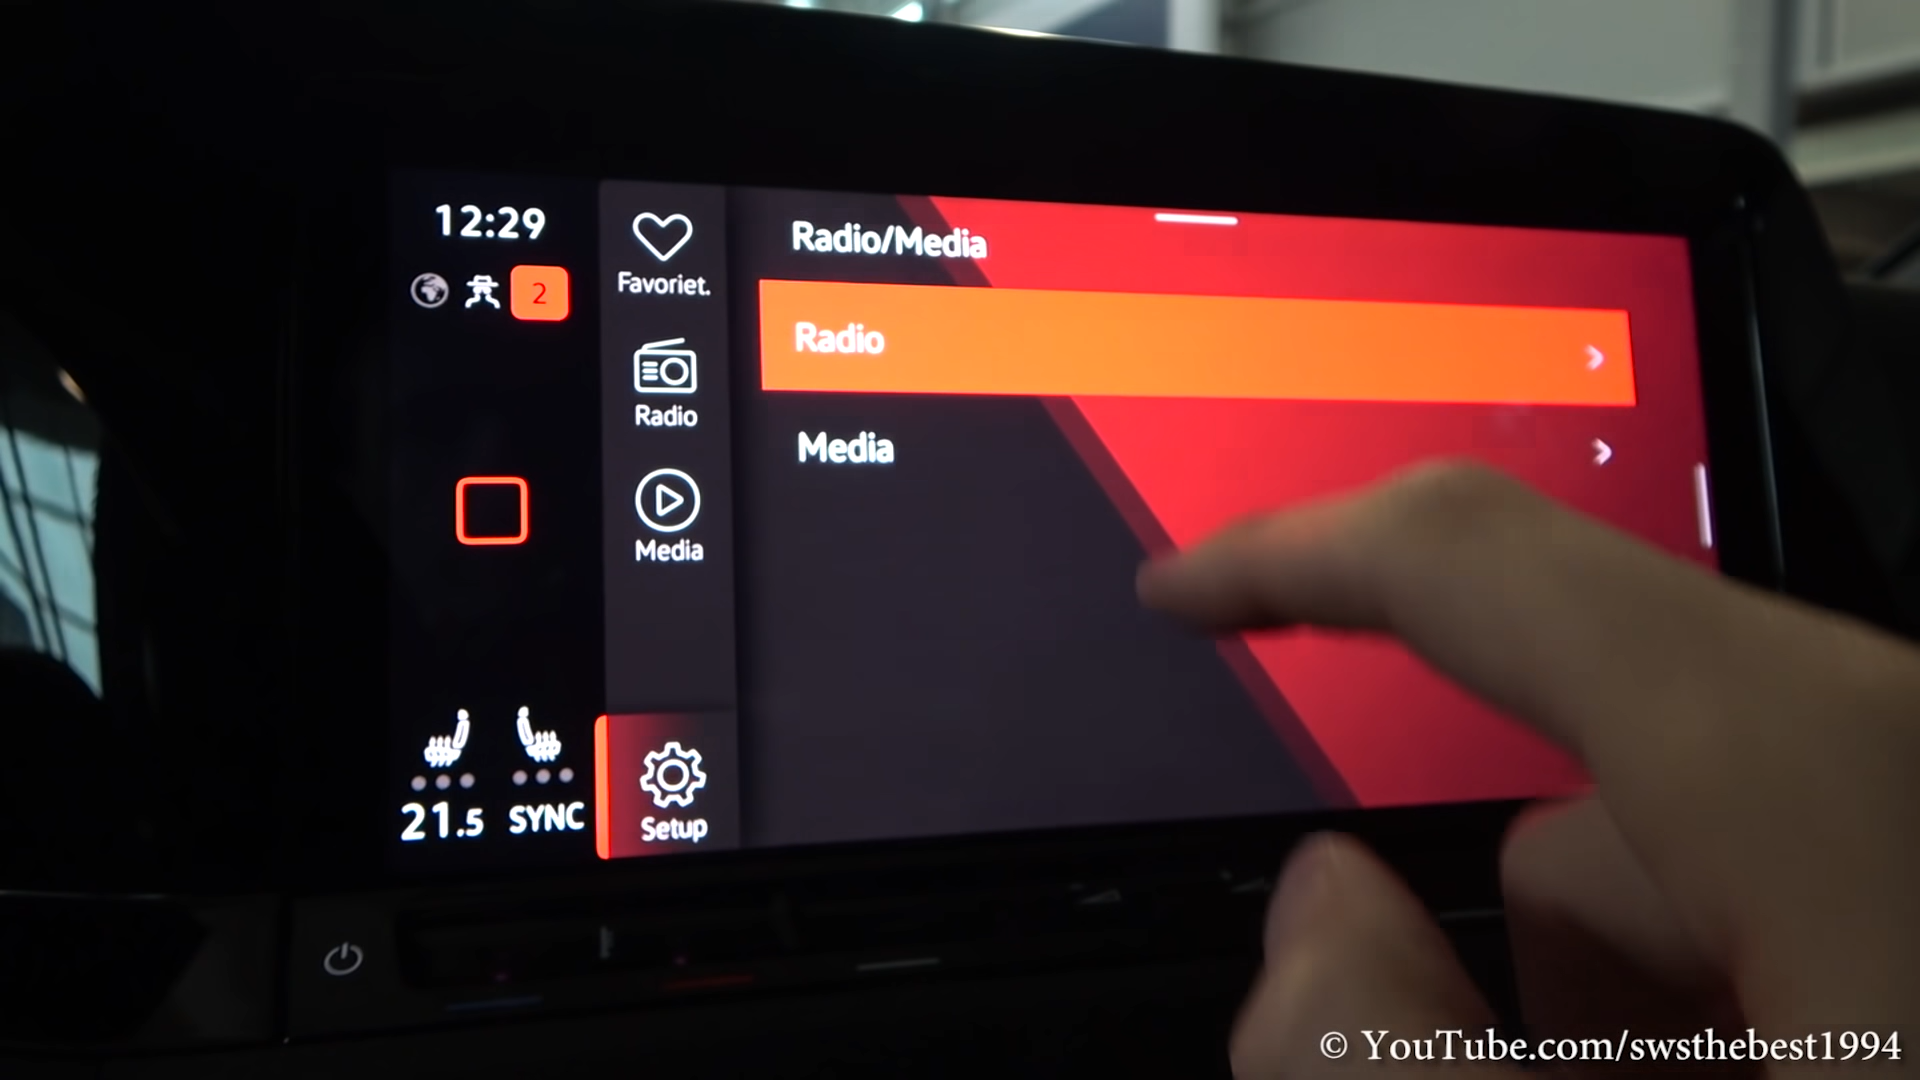 12:29
2
Favoriet.
Radio
Media
Setup
Radio/Media
Radio
Media
21.5 SYNC
© YouTube.com/swsthebest1994